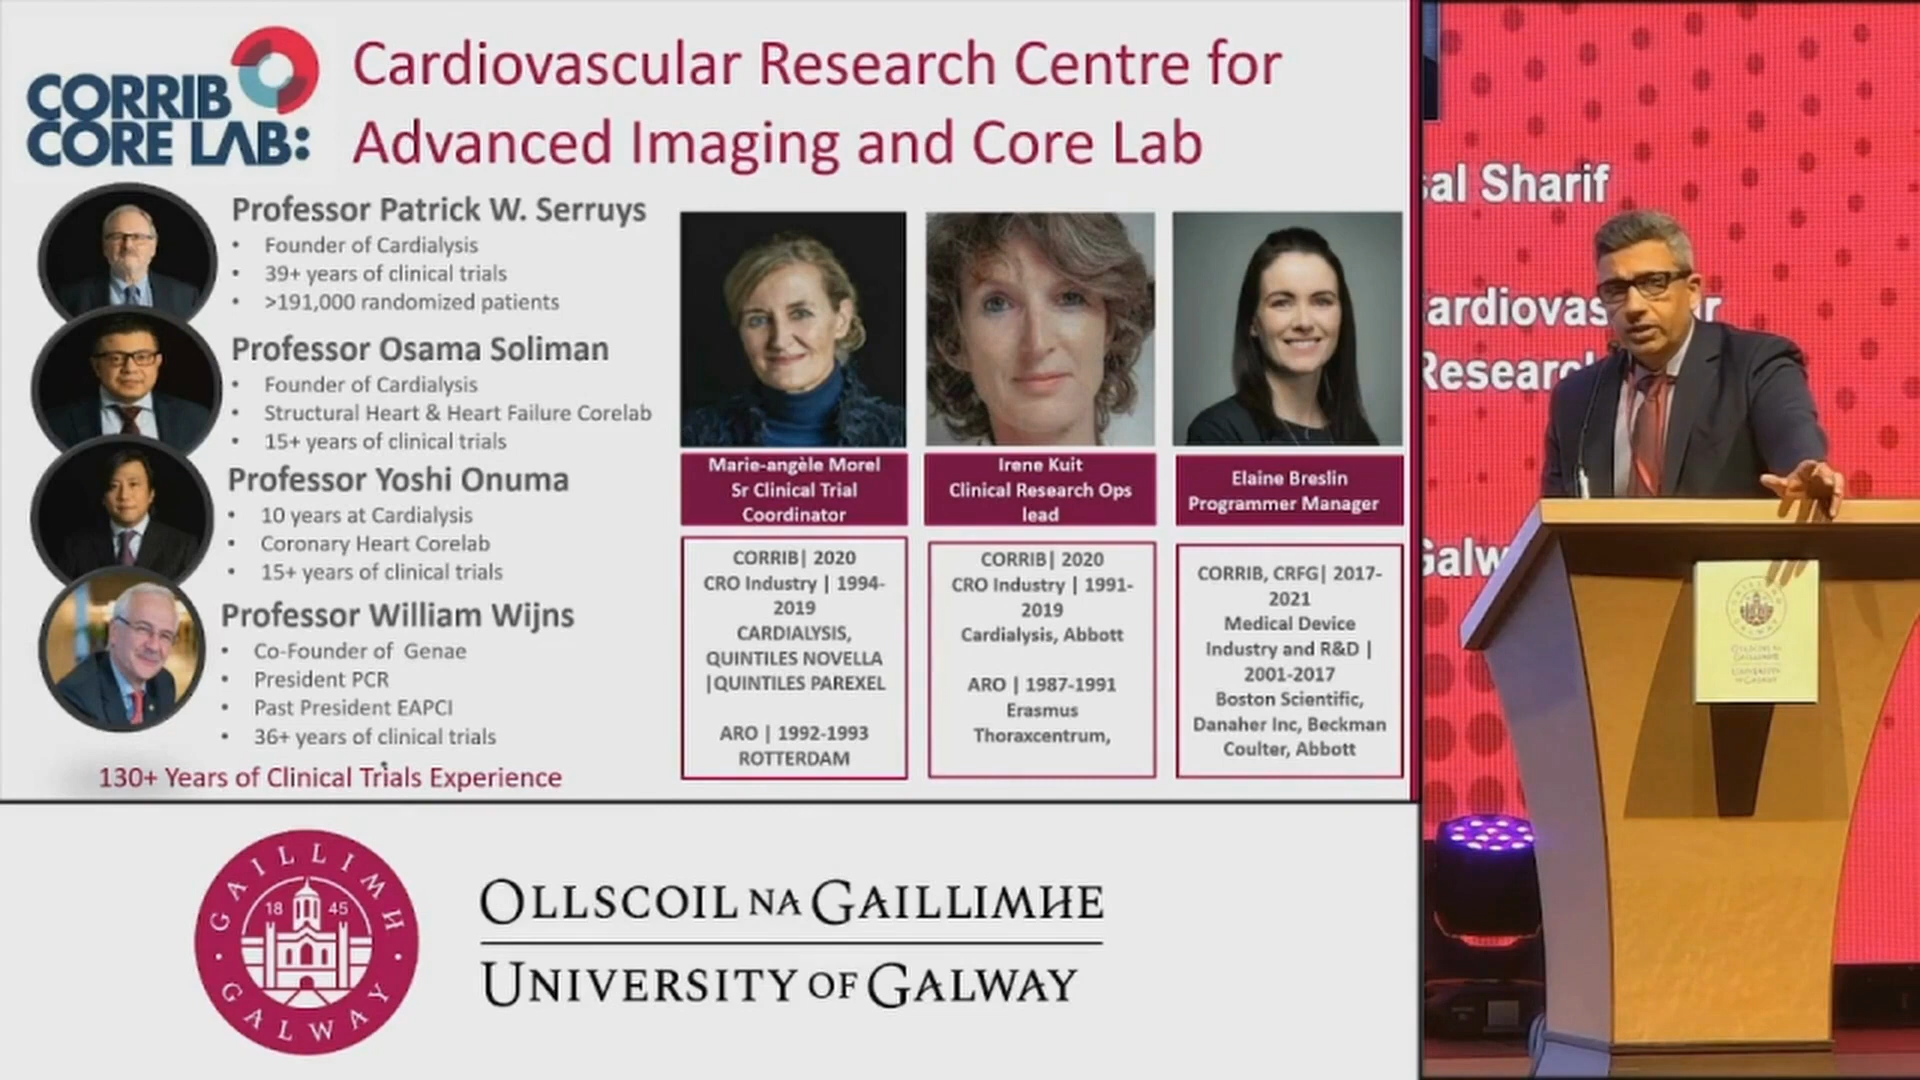 CORRIB
CORE LAB:
Cardiovascular Research Centre for
Advanced Imaging and Core Lab
Professor Patrick W. Serruys
• Founder of Cardialysis
• 39+ years of clinical trials
• >191,000 randomized patients
Professor Osama Soliman
• Founder of Cardialysis
• Structural Heart & Heart Failure Corelab
• 15+ years of clinical trials
Professor Yoshi Onuma
• 10 years at Cardialysis
• Coronary Heart Corelab
• 15+ years of clinical trials
Professor William Wijns
• Co-Founder of Genae
• President PCR
• Past President EAPCI
• 36+ years of clinical trials
130+ Years of Clinical Trials Experience
Marie-angèle Morel
Sr Clinical Trial
Coordinator
CORRIB| 2020
CRO Industry | 1994-
2019
CARDIALYSIS,
QUINTILES NOVELLA
|QUINTILES PAREXEL
ARO | 1992-1993
ROTTERDAM
Irene Kuit
Clinical Research Ops
lead
CORRIB| 2020
CRO Industry | 1991-
2019
Cardialysis, Abbott
ARO | 1987-1991
Erasmus
Thoraxcentrum,
Elaine Breslin
Programmer Manager
CORRIB, CRFG| 2017-
2021
Medical Device
Industry and R&D |
2001-2017
Boston Scientific,
Danaher Inc, Beckman
Coulter, Abbott
sal Sharif
ardiovas r
Resear
Galw
GAILLIMH
18 45
GALWAY
OLLSCOIL NA GAILLIMHE
UNIVERSITY OF GALWAY